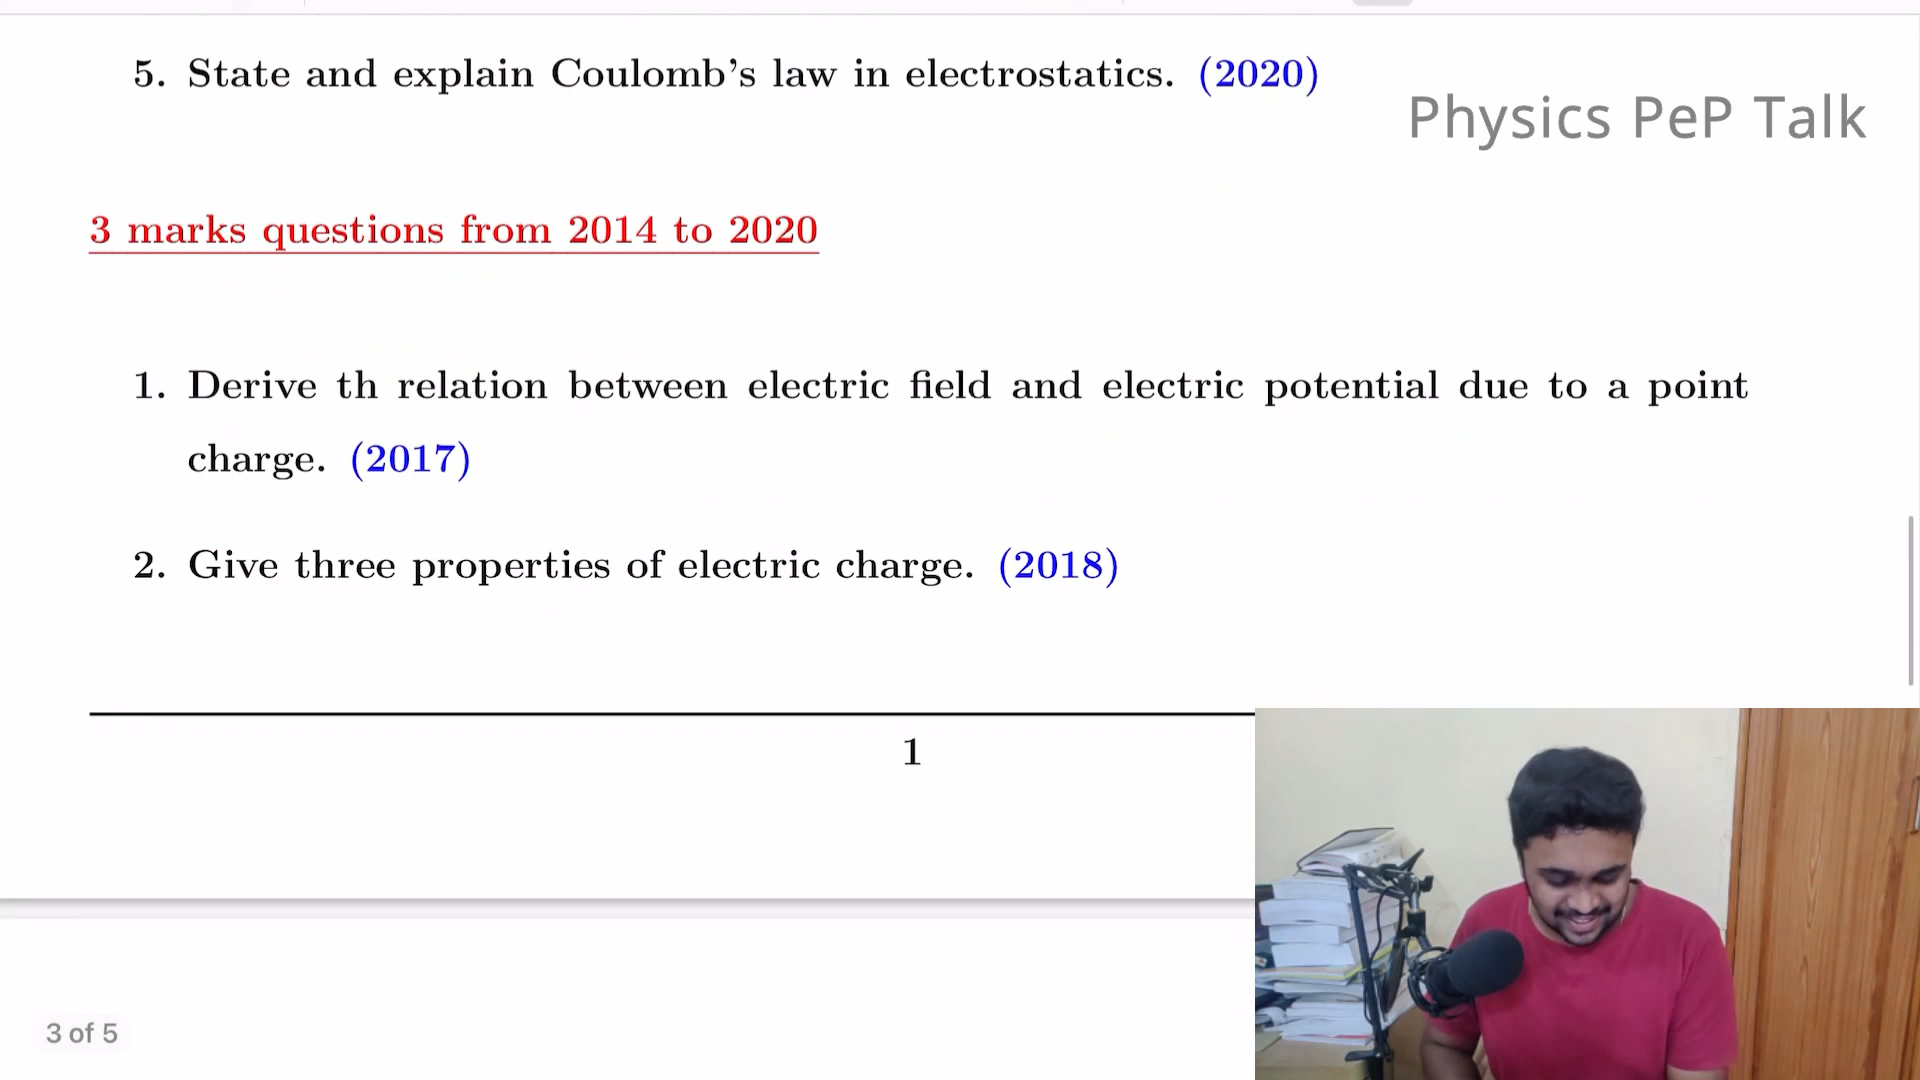 5. State and explain Coulomb's law in electrostatics. (2020)
Physics PeP Talk
3 marks questions from 2014 to 2020
1. Derive th relation between electric field and electric potential due to a point
charge. (2017)
2. Give three properties of electric charge. (2018)
1
3 of 5